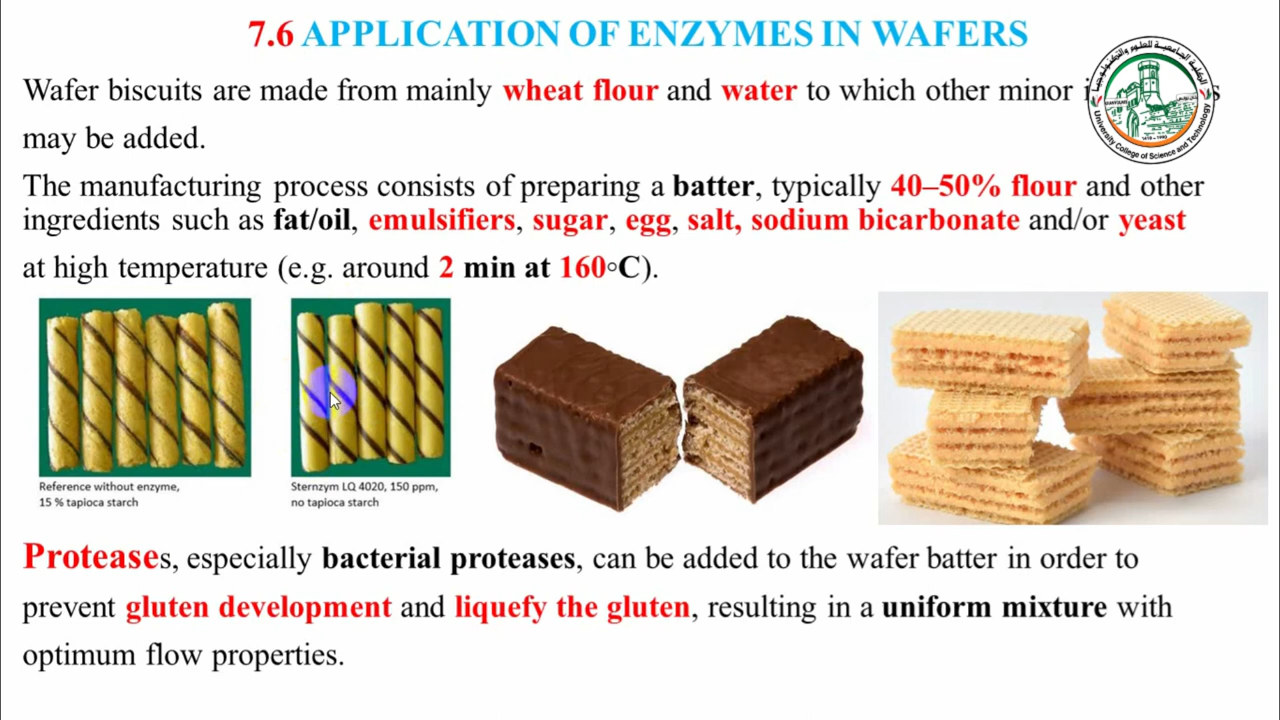 7.6 APPLICATION OF ENZYMES IN WAFERS
Wafer biscuits are made from mainly wheat flour and water to which other minor
may be added.
The manufacturing process consists of preparing a batter, typically 40–50% flour and other
ingredients such as fat/oil, emulsifiers, sugar, egg, salt, sodium bicarbonate and/or yeast
at high temperature (e.g. around 2 min at 160◦C).
Reference without enzyme,
15 % tapioca starch
Sternzym LQ 4020, 150 ppm,
no tapioca starch
Proteases, especially bacterial proteases, can be added to the wafer batter in order to
prevent gluten development and liquefy the gluten, resulting in a uniform mixture with
optimum flow properties.
الكلية الجامعية للعلوم والتكنولوجيا
University College of Science and Technology